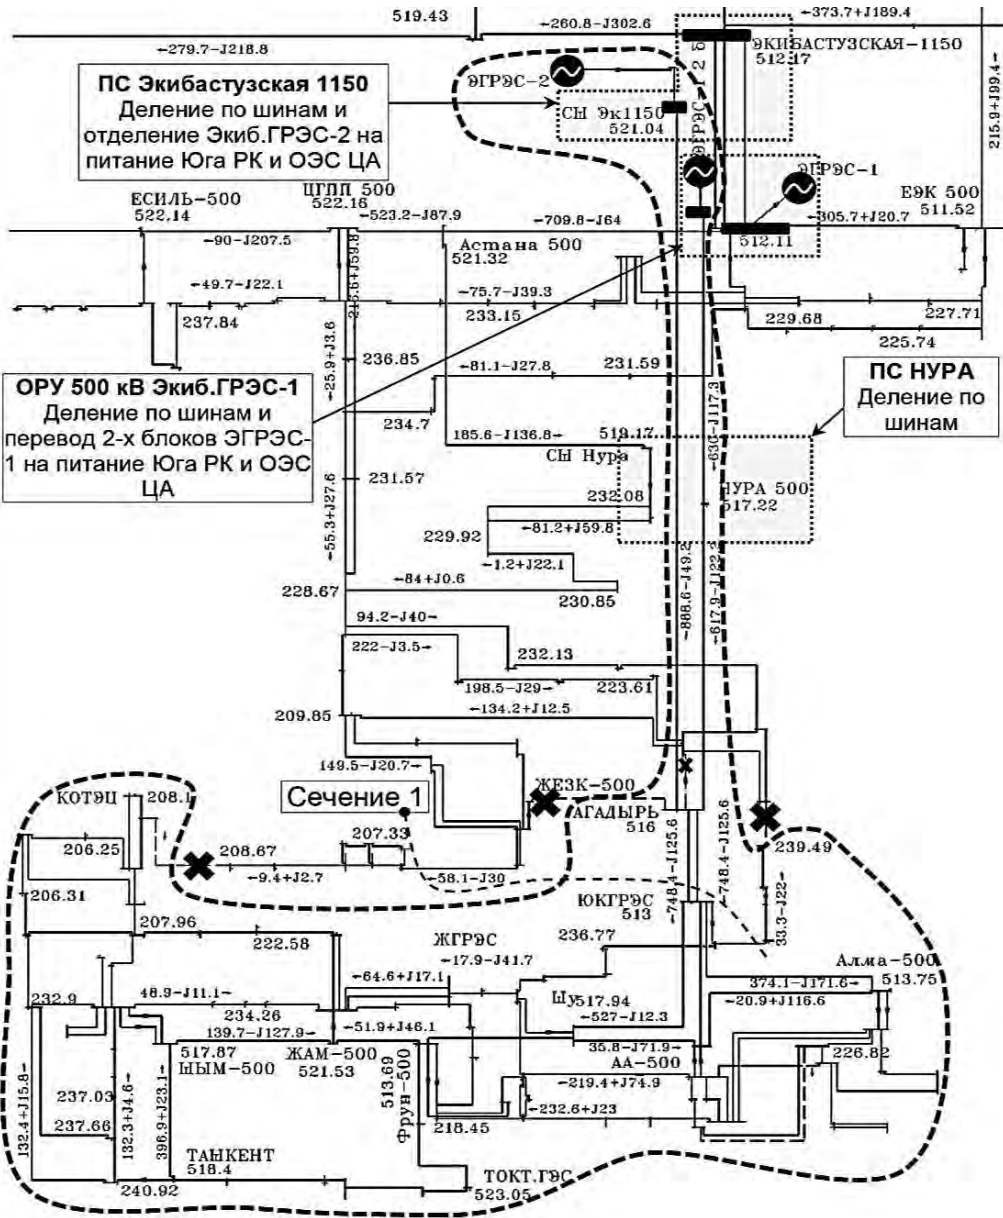 519.43
←260.8-J302.6
←373.7+J189.4
←279.7-J218.8
ЭКИБАСТУЗСКАЯ-1150
512.17
ЭГРЭС-2
ПС Экибастузская 1150
Деление по шинам и
отделение Экиб.ГРЭС-2 на
питание Юга РК и ОЭС ЦА
СН Эк1150
521.04
215.9+J99.4→
ЭГРЭС-1
ЕСИЛЬ-500
522.14
ЦГПП 500
522.16
←523.2-J87.9
←709.8-J64
512.11
←305.7+J20.7
ЕЭК 500
511.52
←90-J207.5
Астана 500
521.32
←49.7-J22.1
←75.7-J39.3
237.84
233.15
229.68
227.71
225.74
←25.9+J3.6
236.85
231.59
←81.1-J27.8
ОРУ 500 кВ Экиб.ГРЭС-1
Деление по шинам и
перевод 2-х блоков ЭГРЭС-
1 на питание Юга РК и ОЭС
ЦА
ПС НУРА
Деление по
шинам
234.7
185.6-J136.8→
519.17
СН Нура
231.57
232.08
НУРА 500
517.22
←55.3+J27.6
←81.2+J59.8
229.92
←1.2+J22.1
←84+J0.6
228.67
230.85
←888.6-J49.2
94.2-J40→
222-J3.5→
232.13
198.5-J29→
223.61
209.85
←134.2+J12.5
149.5-J20.7→
ЖЕЗК-500
АГАДЫРЬ
516
КОТЭЦ
208.1
Сечение 1
206.25
208.67
207.33
←9.4+J2.7
←58.1-J30
←748.4-J125.6
←748.4-J125.6
239.49
33.3-J22→
206.31
207.96
222.58
ЮКГРЭС
513
236.77
ЖГРЭС
←17.9-J41.7
Алма-500
513.75
←64.6+J17.1
374.1-J171.6→
232.9
48.9-J11.1→
234.26
Шу
517.94
←20.9+J116.6
139.7-J127.9→
←51.9+J46.1
←527-J12.3
517.87
ШЫМ-500
ЖАМ-500
521.53
513.69
Фрун-500
35.8-J71.9→
АА-500
226.82
←219.4+J74.9
132.4+J15.8→
237.03
237.66
132.3+J4.6→
396.9+J23.1→
←232.6+J23
218.45
ТАШКЕНТ
518.4
ТОКТ.ГЭС
523.05
240.92